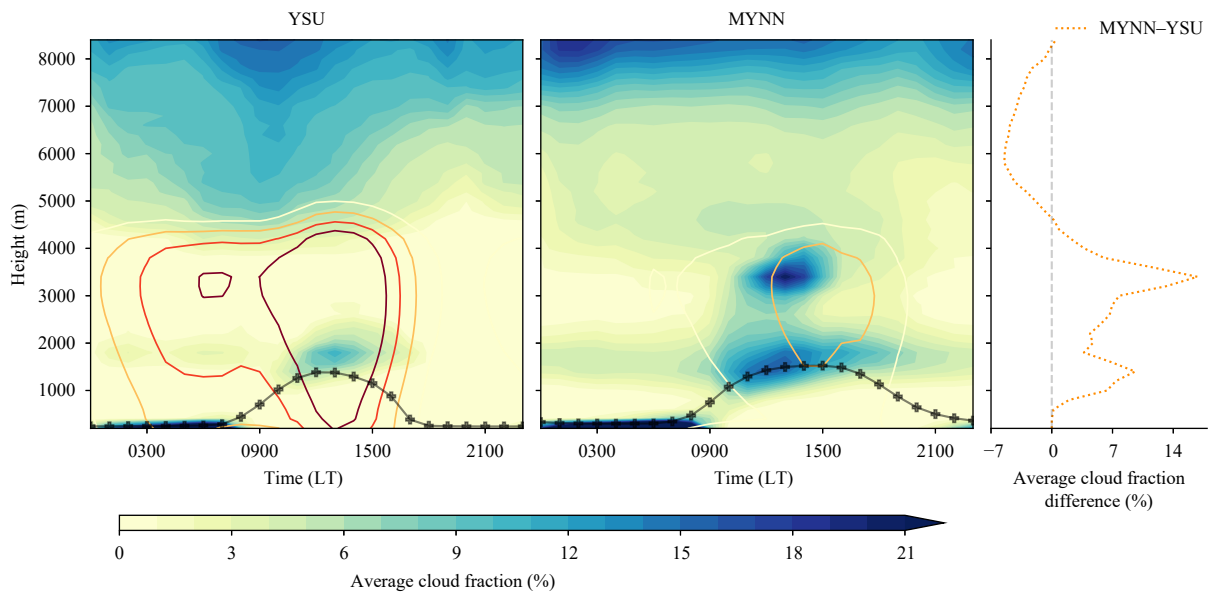 YSU
MYNN
MYNN–YSU
8000
7000
6000
5000
4000
3000
2000
1000
Height (m)
0300 0900 1500 2100
Time (LT)
0300 0900 1500 2100
Time (LT)
−7 0 7 14
Average cloud fraction
difference (%)
0 3 6 9 12 15 18 21
Average cloud fraction (%)